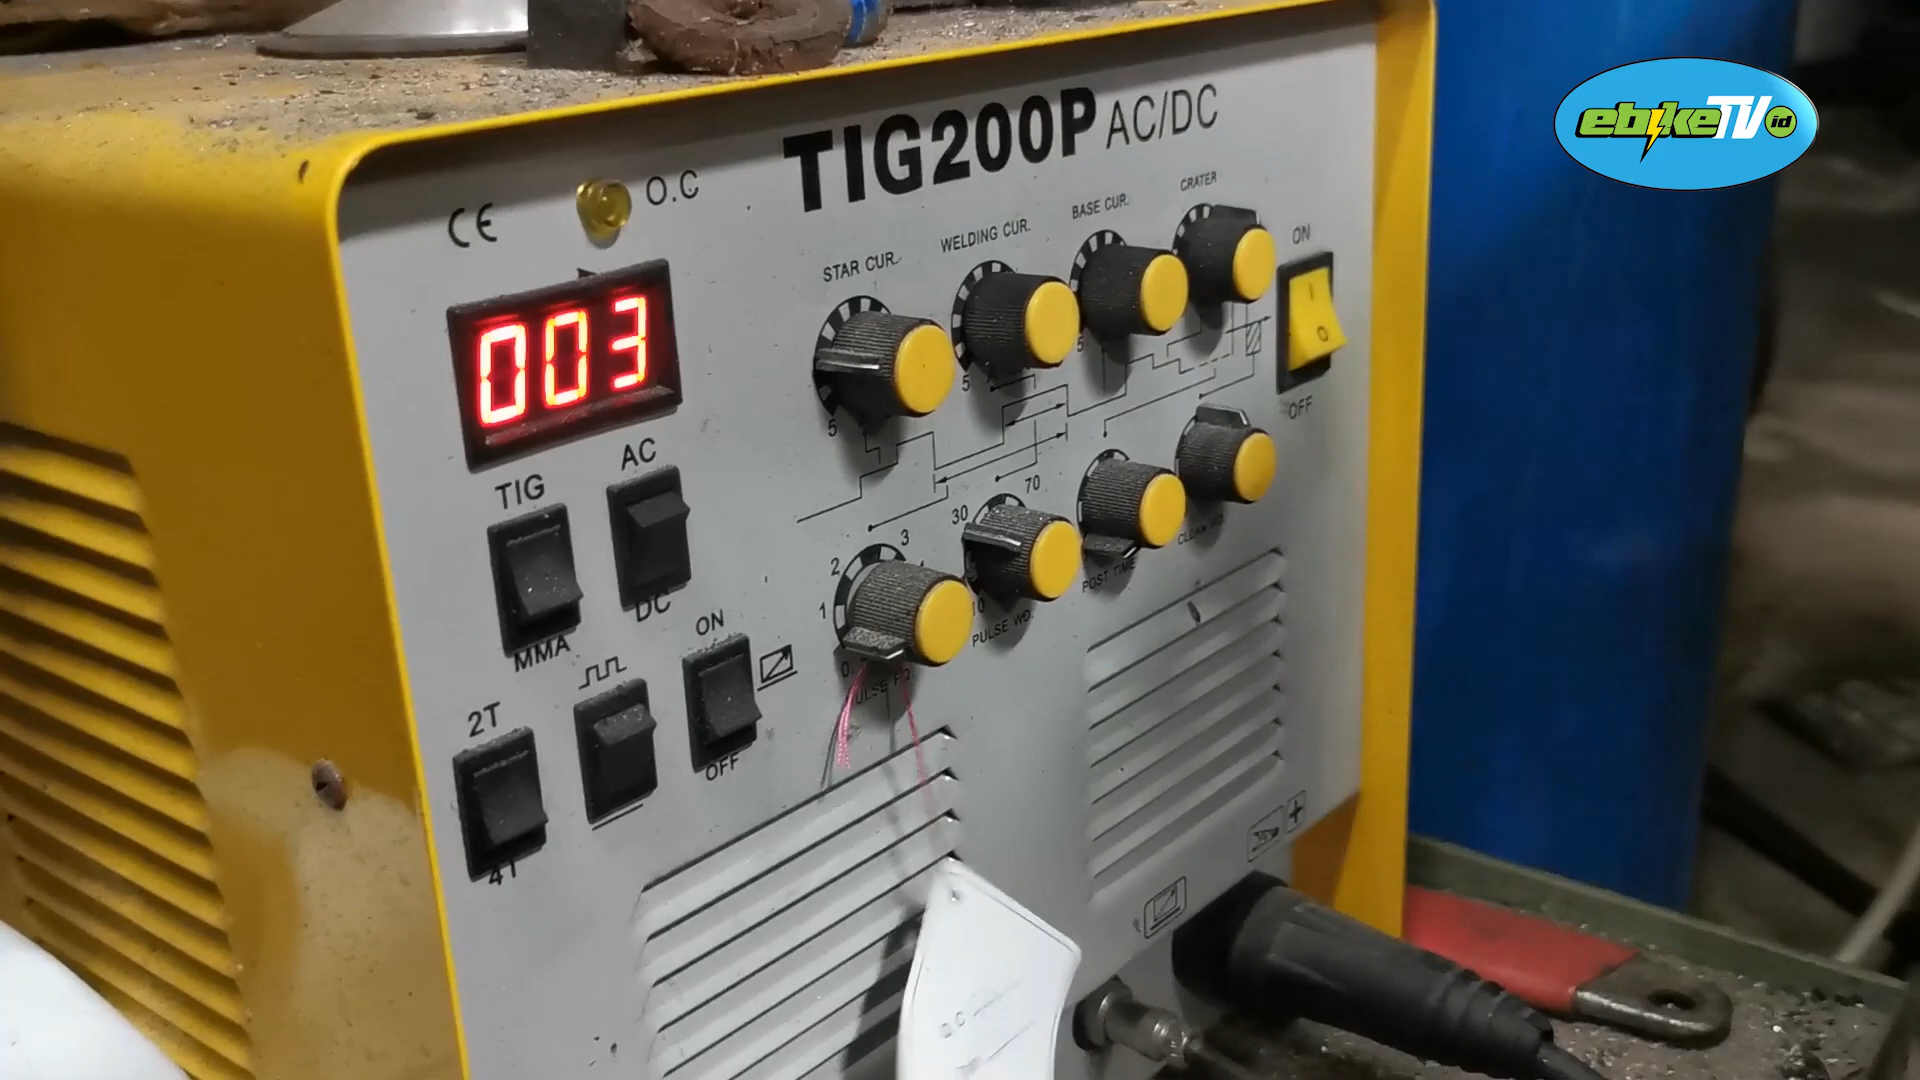 ebikeTV id
TIG200P AC/DC
CE
O.C
003
STAR CUR.
WELDING CUR.
BASE CUR.
CRATER
ON
OFF
5
5
5
TIG
MMA
AC
DC
2T
4T
ON
OFF
0
1
2
3
10
30
70
PULSE WD.
POST TIME
CLEAN WD
I
O
+